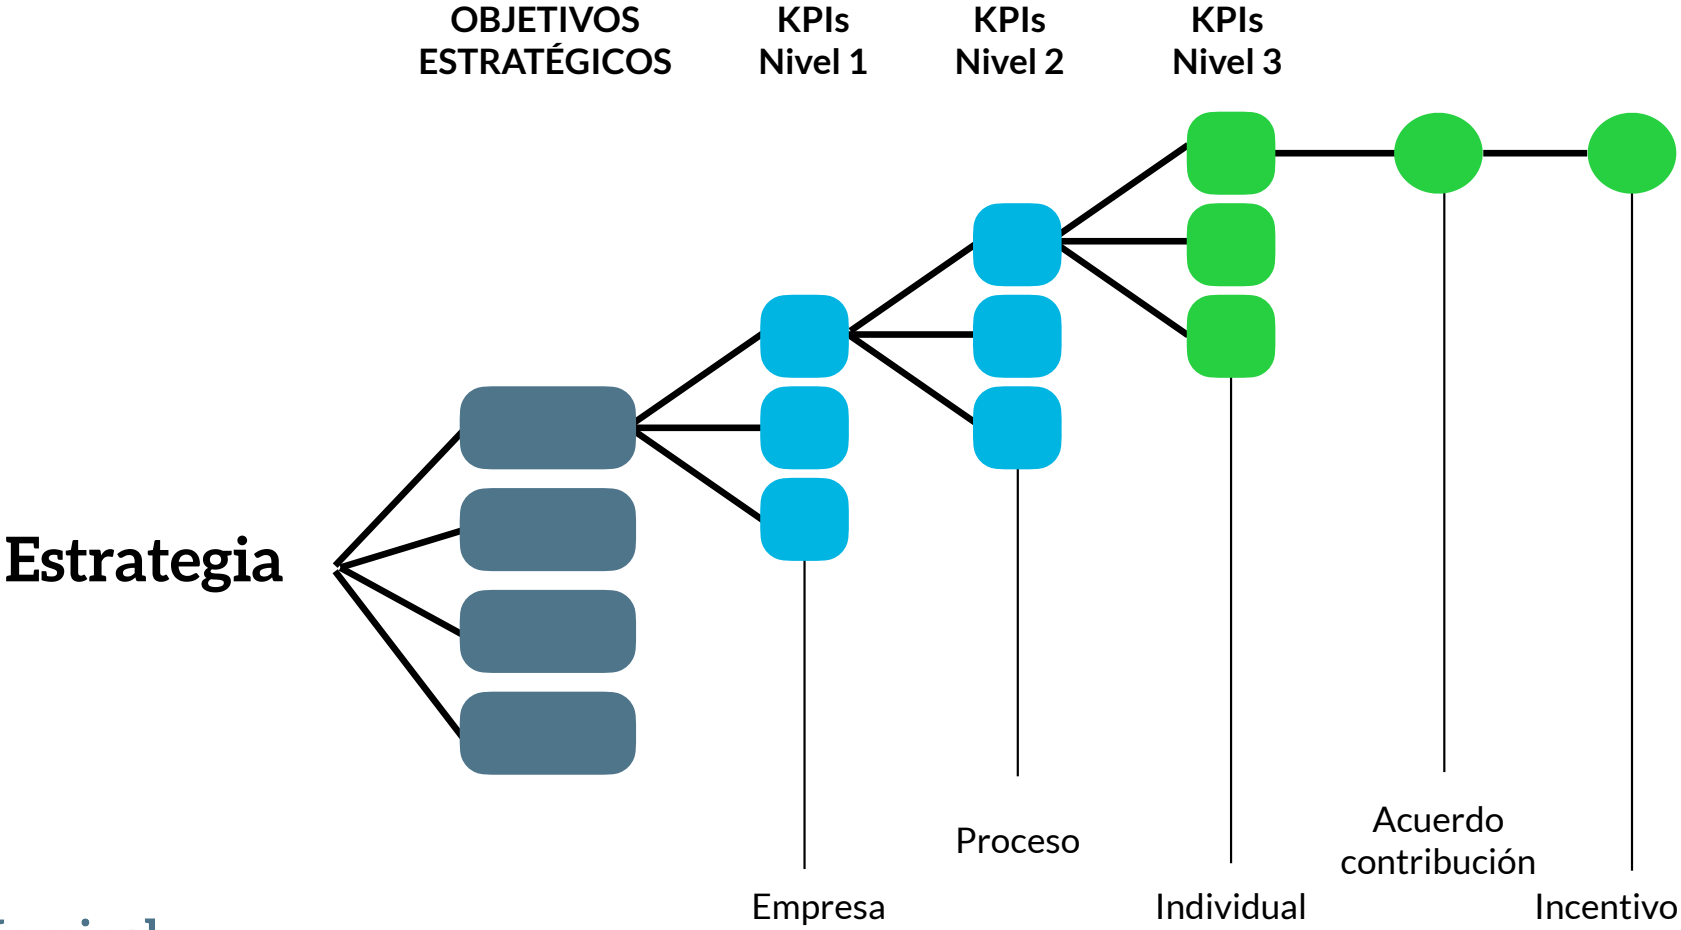 OBJETIVOS
ESTRATÉGICOS
KPIs
Nivel 1
KPIs
Nivel 2
KPIs
Nivel 3
Estrategia
Proceso
Acuerdo
contribución
Empresa
Individual
Incentivo